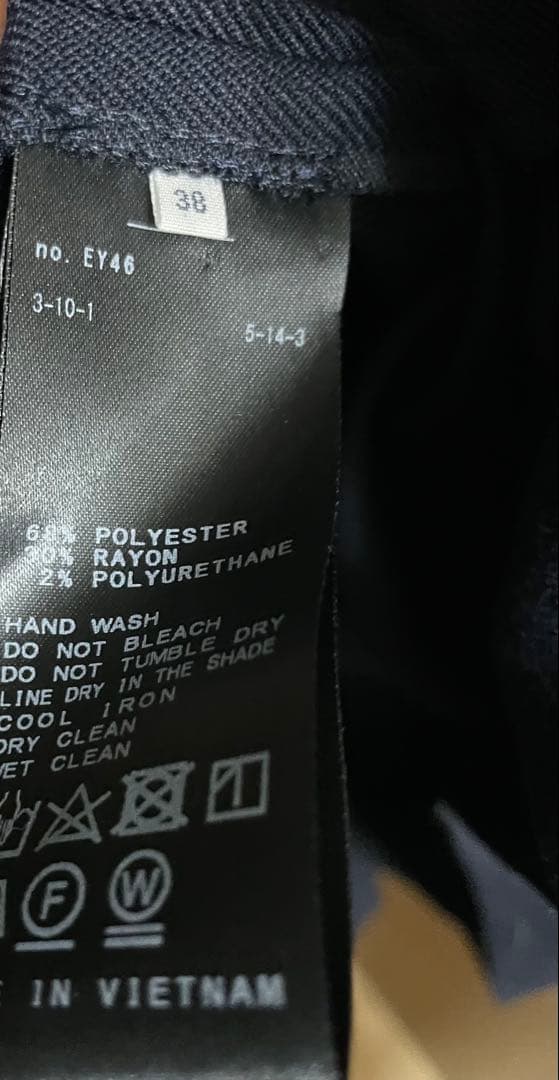 38
no. EY46
3-10-1
5-14-3
POLYESTER
30% RAYON
2% POLYURETHANE
HAND WASH
DO NOT BLEACH
DO NOT TUMBLE DRY
LINE DRY IN THE SHADE
COOL IRON
DRY CLEAN
WET CLEAN
F W
IN VIETNAM